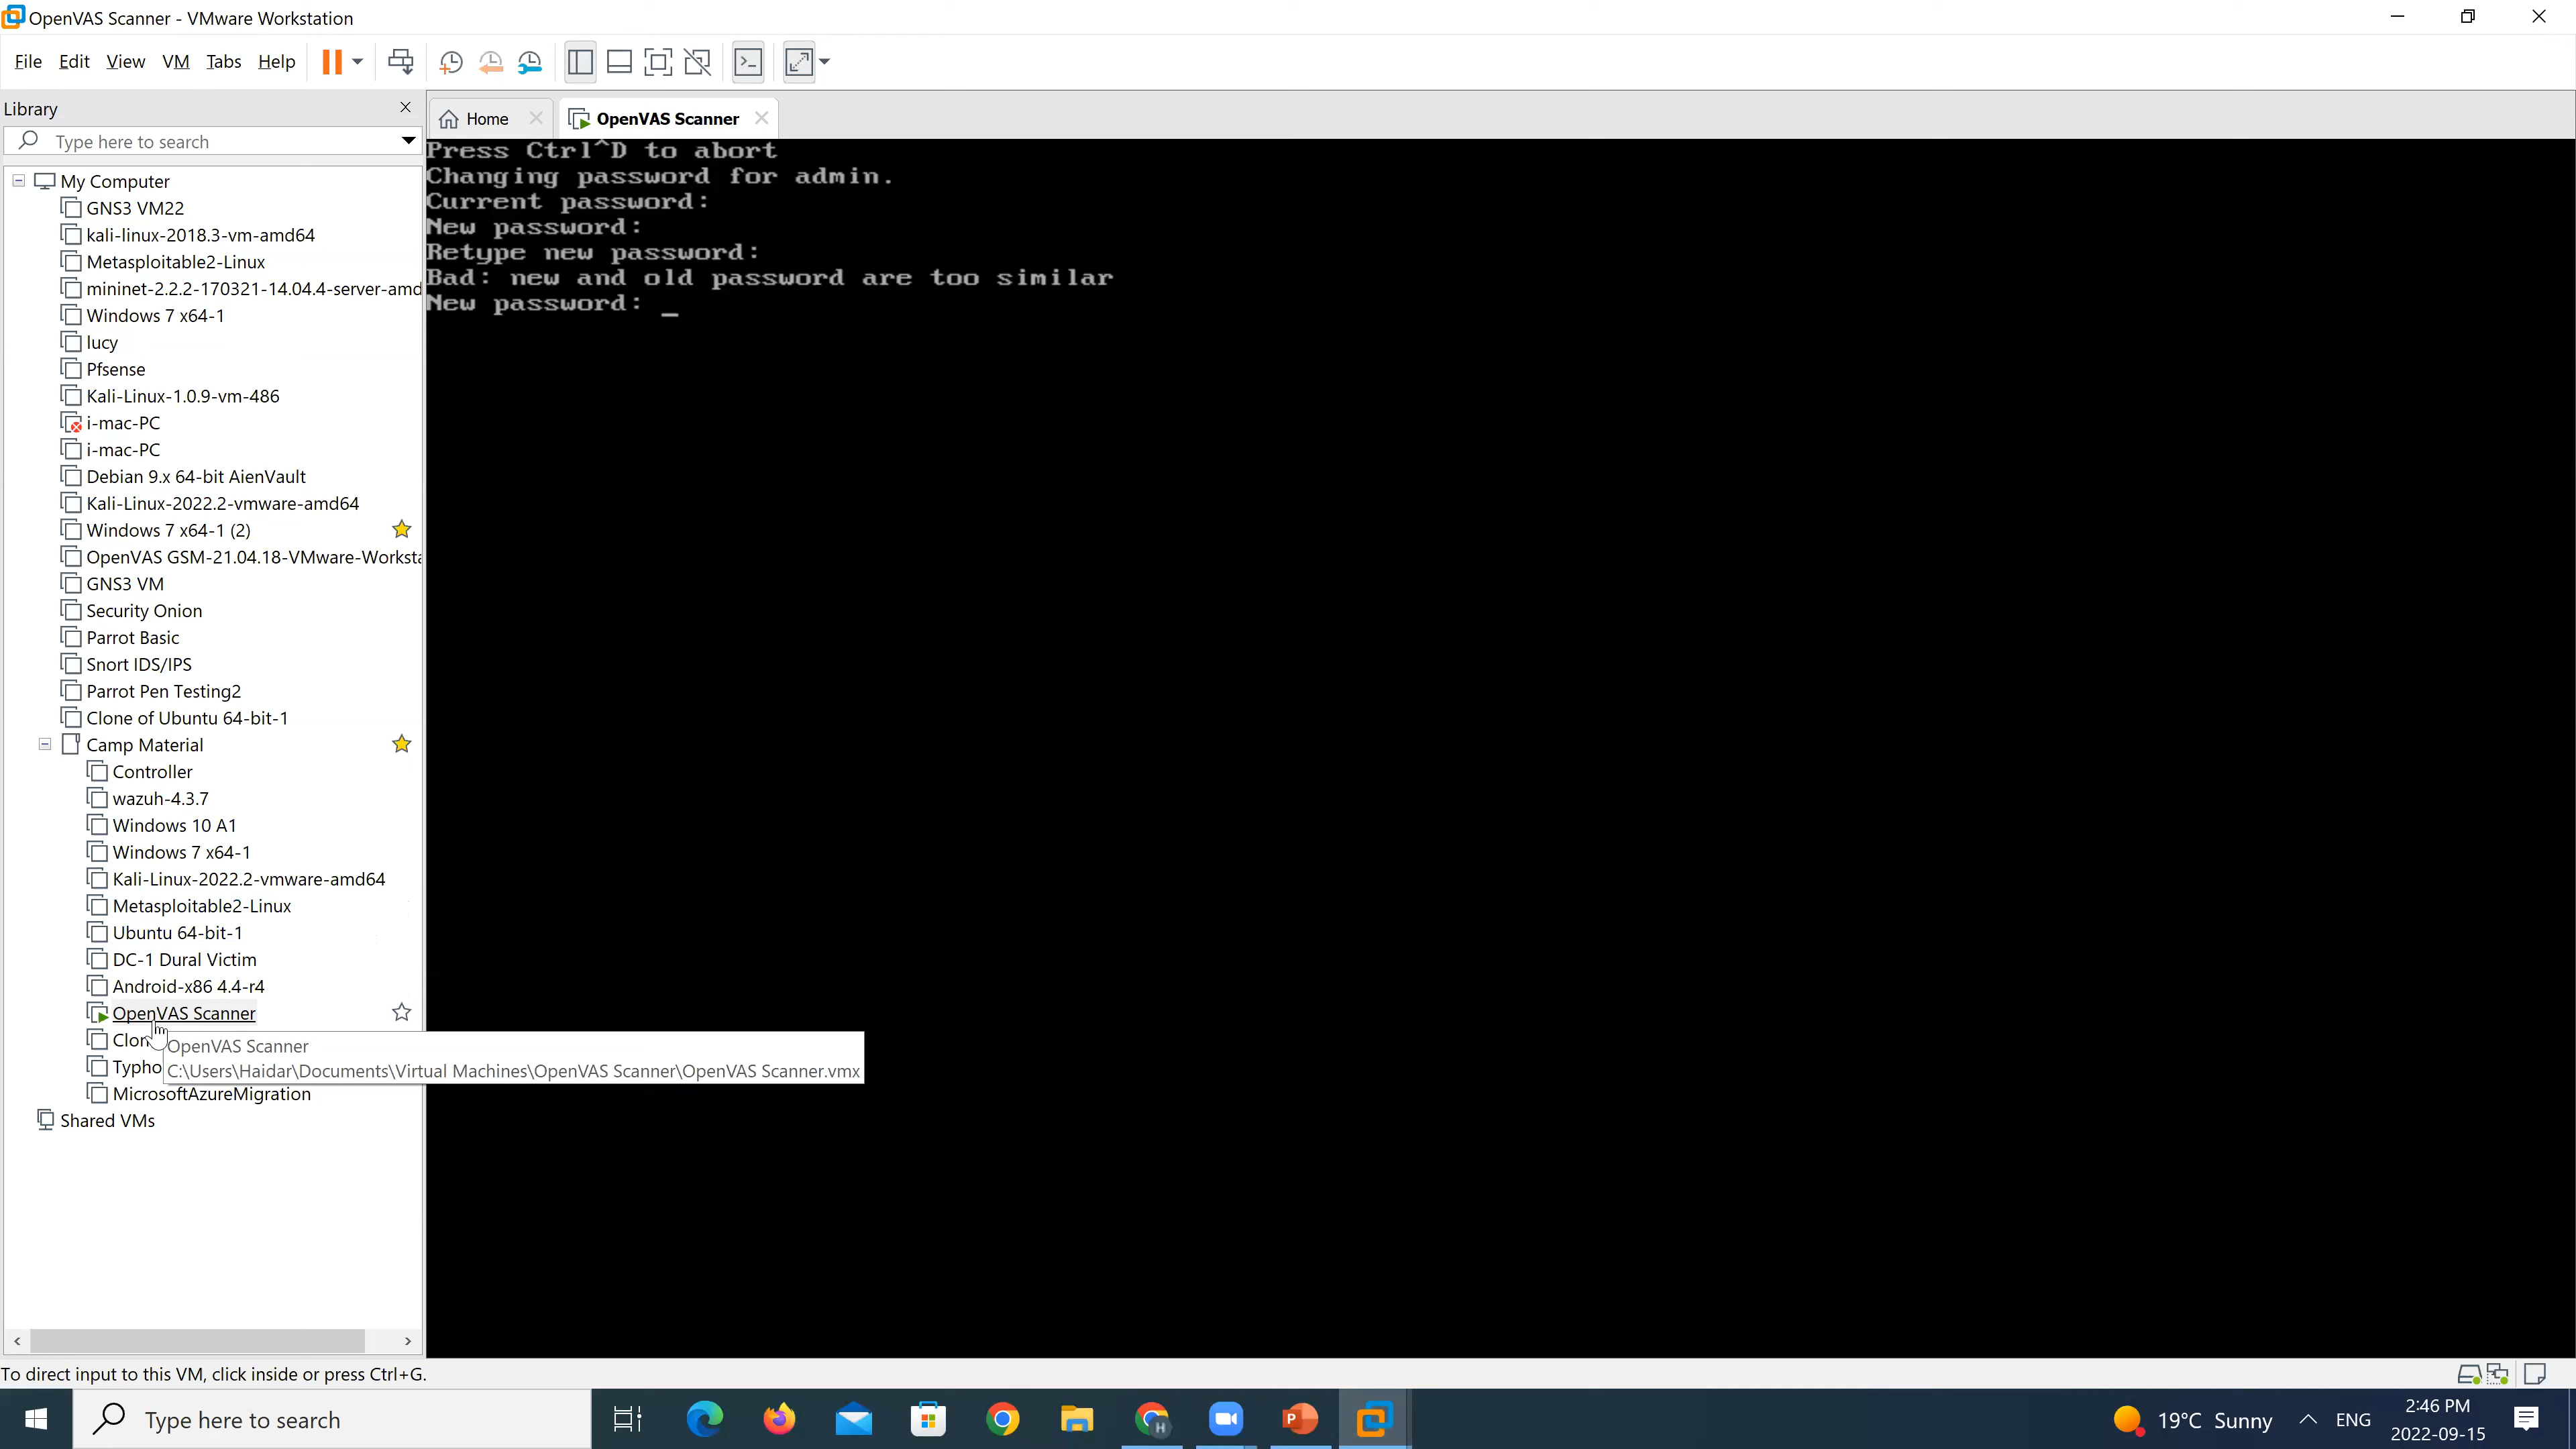 OpenVAS Scanner - VMware Workstation
File Edit View VM Tabs Help
Library
Type here to search
My Computer
GNS3 VM22
kali-linux-2018.3-vm-amd64
Metasploitable2-Linux
mininet-2.2.2-170321-14.04.4-server-amd
Windows 7 x64-1
lucy
Pfsense
Kali-Linux-1.0.9-vm-486
i-mac-PC
i-mac-PC
Debian 9.x 64-bit AienVault
Kali-Linux-2022.2-vmware-amd64
Windows 7 x64-1 (2)
OpenVAS GSM-21.04.18-VMware-Worksta
GNS3 VM
Security Onion
Parrot Basic
Snort IDS/IPS
Parrot Pen Testing2
Clone of Ubuntu 64-bit-1
Camp Material
Controller
wazuh-4.3.7
Windows 10 A1
Windows 7 x64-1
Kali-Linux-2022.2-vmware-amd64
Metasploitable2-Linux
Ubuntu 64-bit-1
DC-1 Dural Victim
Android-x86 4.4-r4
OpenVAS Scanner
Clon
Typho
MicrosoftAzureMigration
Shared VMs
OpenVAS Scanner
C:\Users\Haidar\Documents\Virtual Machines\OpenVAS Scanner\OpenVAS Scanner.vmx
Home
OpenVAS Scanner
Press Ctrl^D to abort
Changing password for admin.
Current password:
New password:
Retype new password:
Bad: new and old password are too similar
New password: _
To direct input to this VM, click inside or press Ctrl+G.
Type here to search
19°C Sunny
ENG
2:46 PM
2022-09-15